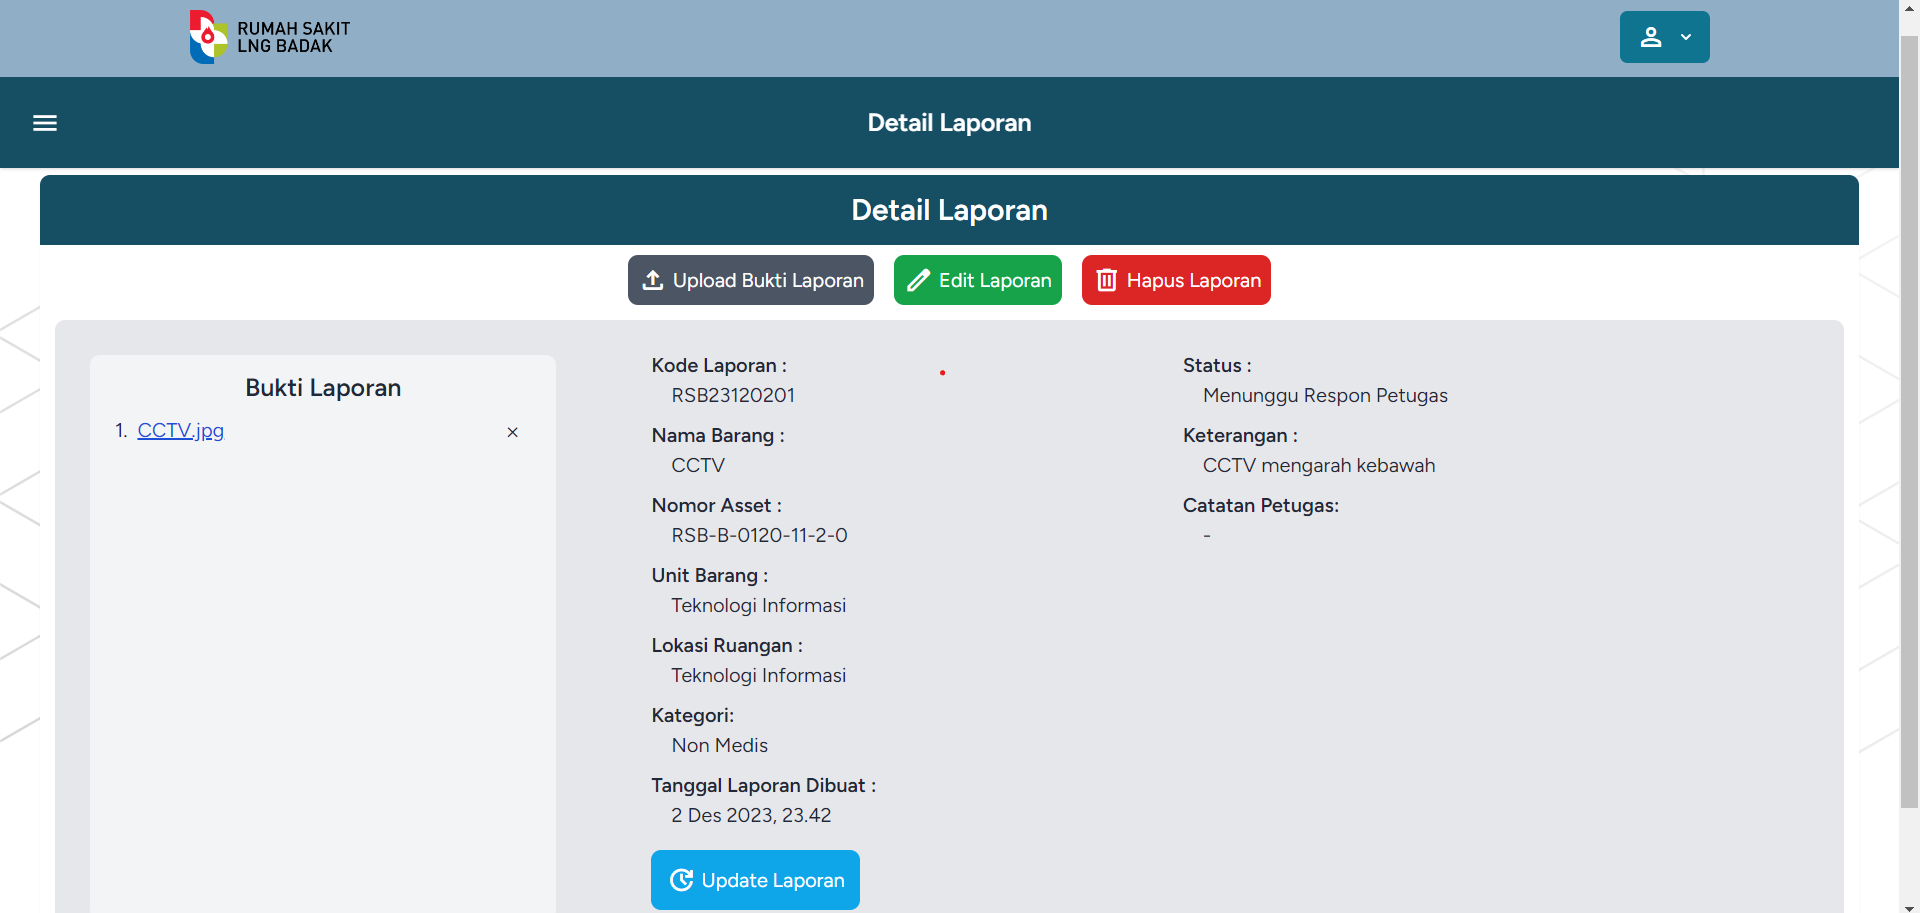 RUMAH SAKIT
LNG BADAK
Detail Laporan
Detail Laporan
Upload Bukti Laporan
Edit Laporan
Hapus Laporan
Bukti Laporan
1. CCTV.jpg
Kode Laporan :
RSB23120201
Nama Barang :
CCTV
Nomor Asset :
RSB-B-0120-11-2-0
Unit Barang :
Teknologi Informasi
Lokasi Ruangan :
Teknologi Informasi
Kategori:
Non Medis
Tanggal Laporan Dibuat :
2 Des 2023, 23.42
Update Laporan
Status :
Menunggu Respon Petugas
Keterangan :
CCTV mengarah kebawah
Catatan Petugas:
-